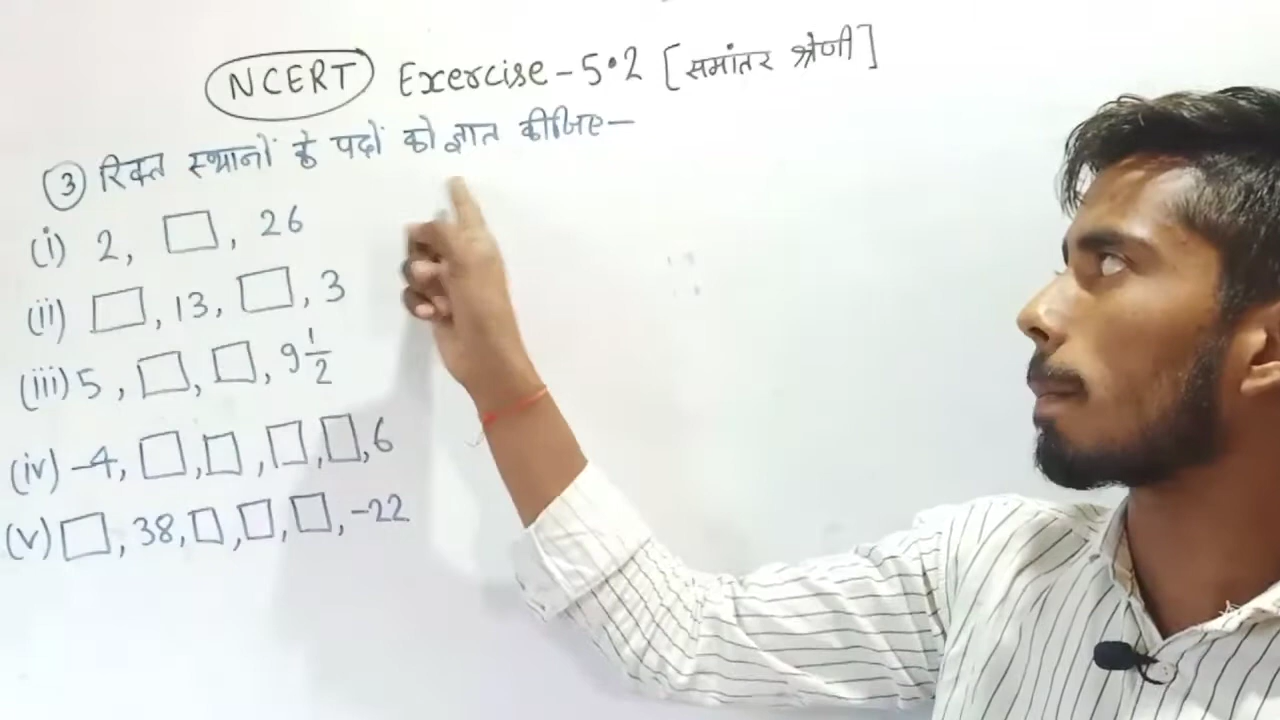 NCERT Exercise - 5.2 [समांतर श्रेणी]
③ रिक्त स्थानों के पदों को ज्ञात कीजिए –
(i) 2, □, 26
(ii) □, 13, □, 3
(iii) 5, □, □, 9 1/2
(iv) -4, □, □, □, □, 6
(v) □, 38, □, □, □, -22